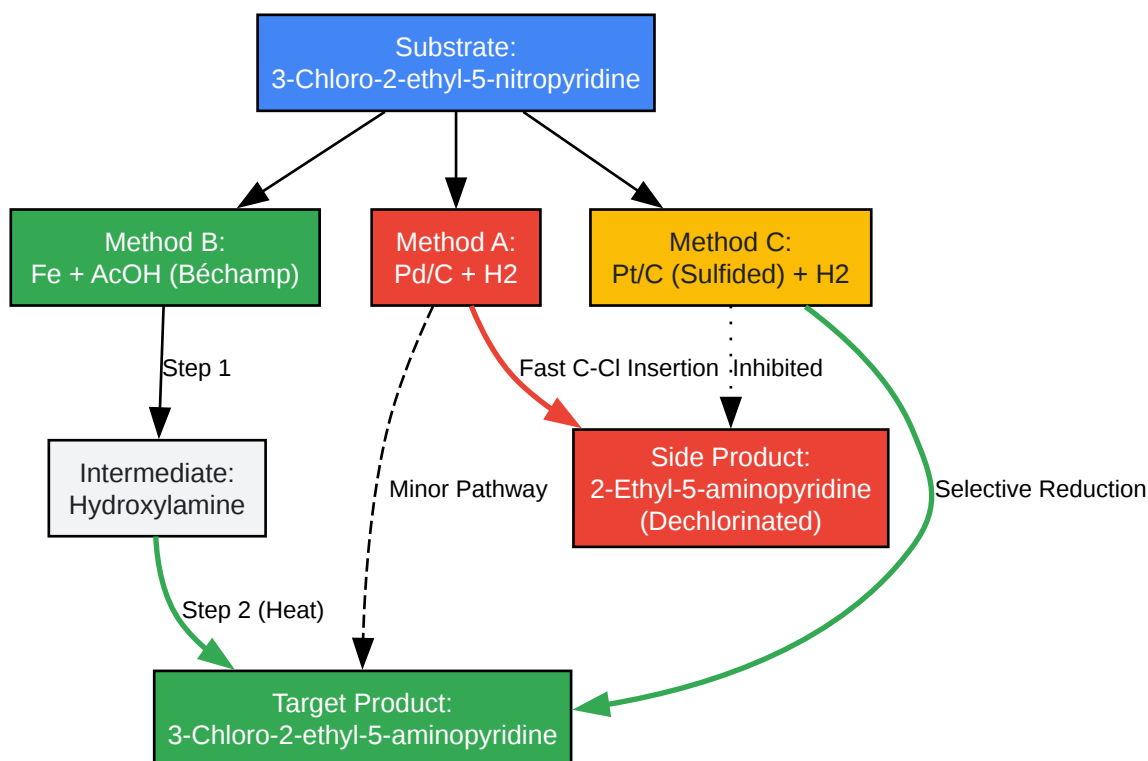 Substrate:
3-Chloro-2-ethyl-5-nitropyridine
Method B:
Fe + AcOH (Béchamp)
Method A:
Pd/C + H2
Method C:
Pt/C (Sulfided) + H2
Step 1
Fast C-Cl Insertion
Inhibited
Intermediate:
Hydroxylamine
Side Product:
2-Ethyl-5-aminopyridine
(Dechlorinated)
Minor Pathway
Selective Reduction
Step 2 (Heat)
Target Product:
3-Chloro-2-ethyl-5-aminopyridine